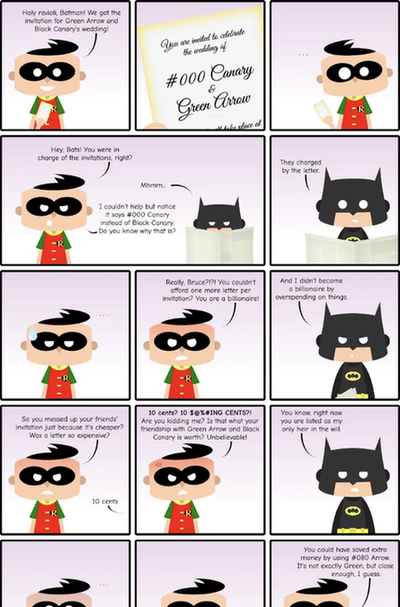 Holy ravioli, Batman! We got the
invitation for Green Arrow and
Black Canary's wedding!
R
You are invited to celebrate
the wedding of
#000 Canary
&
Green Arrow
will take place at
...
R
Hey, Bats! You were in
charge of the invitations, right?
Mhmm...
I couldn't help but notice
it says #000 Canary
instead of Black Canary.
Do you know why that is?
R
They charged
by the letter.
...
R
Really, Bruce?!?! You couldn't
afford one more letter per
invitation? You are a billionaire!
R
And I didn't become
a billionaire by
overspending on things.
So you messed up your friends'
invitation just because it's cheaper?
Was a letter so expensive?
10 cents
R
10 cents? 10 $@%#ING CENTS?!
Are you kidding me? Is that what your
friendship with Green Arrow and Black
Canary is worth? Unbelievable!
R
You know, right now
you are listed as my
only heir in the will.
...
You could have saved extra
money by using #080 Arrow.
It's not exactly Green, but close
enough, I guess.